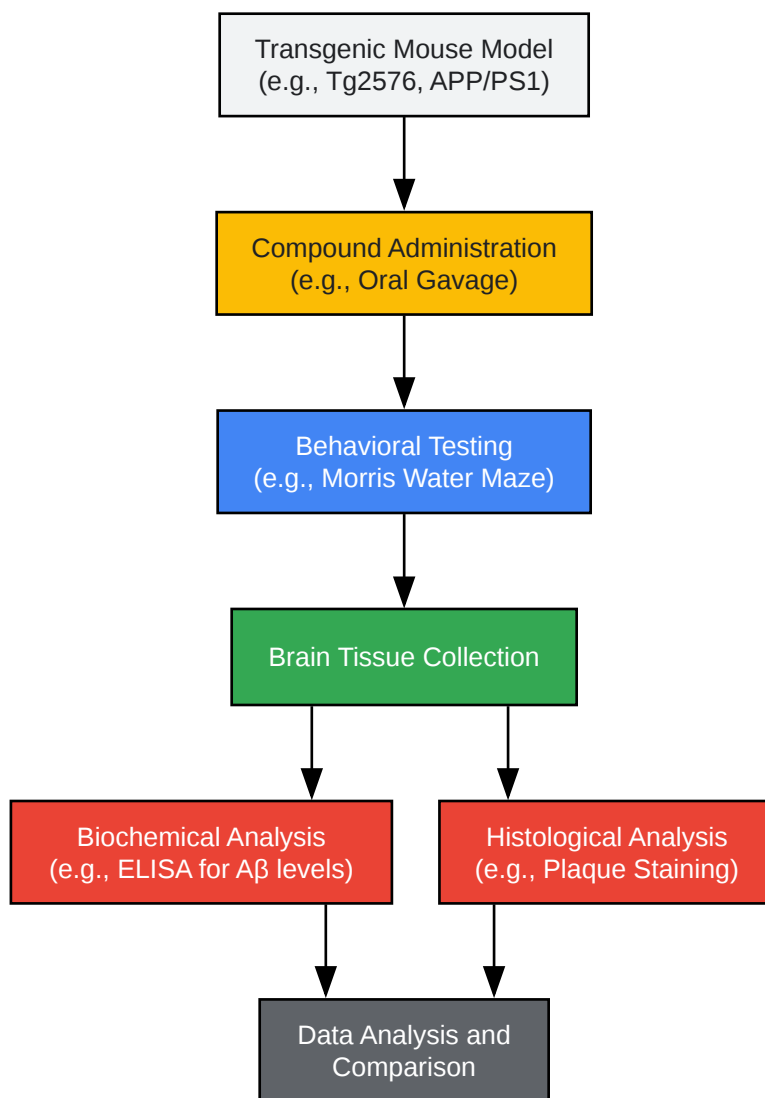 Transgenic Mouse Model
(e.g., Tg2576, APP/PS1)
Compound Administration
(e.g., Oral Gavage)
Behavioral Testing
(e.g., Morris Water Maze)
Brain Tissue Collection
Biochemical Analysis
(e.g., ELISA for Aβ levels)
Histological Analysis
(e.g., Plaque Staining)
Data Analysis and
Comparison